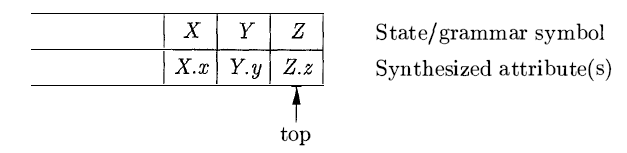 X Y Z State/grammar symbol
X.x Y.y Z.z Synthesized attribute(s)
top